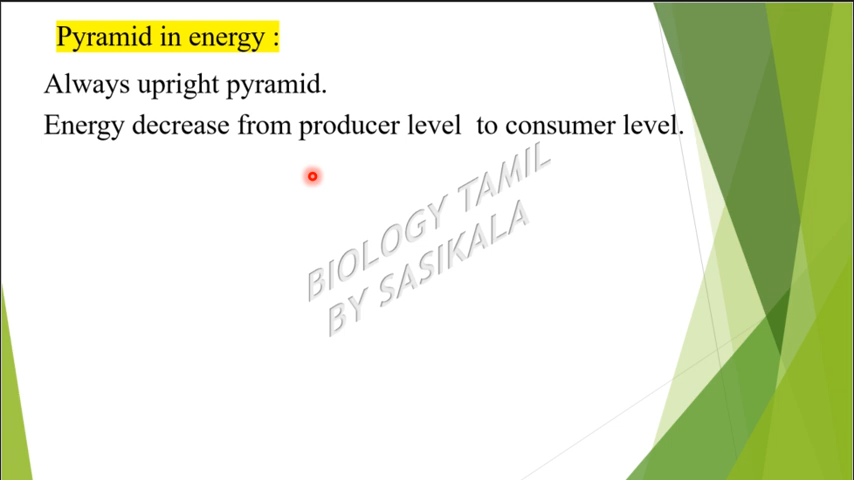 Pyramid in energy :
Always upright pyramid.
Energy decrease from producer level to consumer level.
BIOLOGY TAMIL
BY SASIKALA